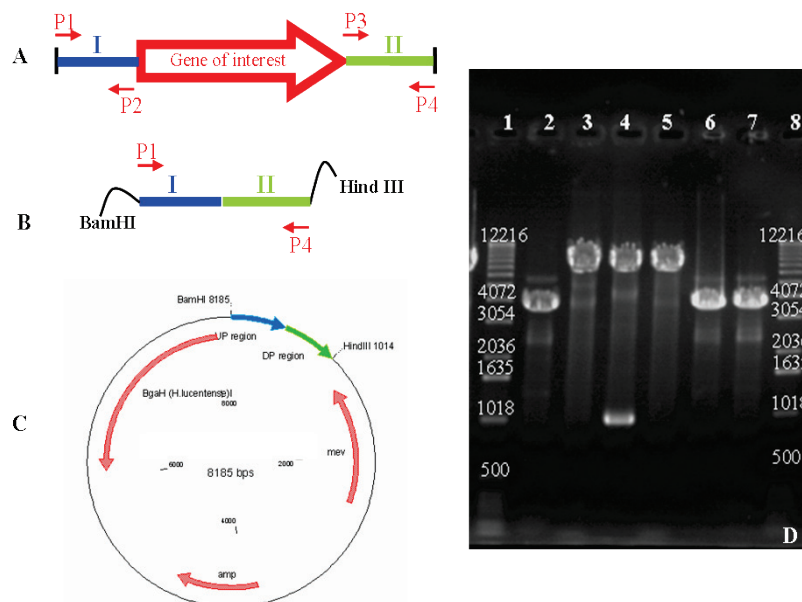 P1
P3
I
II
A
Gene of interest
P2
P4
P1
I
II
Hind III
B
BamHI
P4
BamHI 8185
UP region
HindIII 1014
DP region
BgaH (H.lucentense)I
8000
C
mev
6000
2000
8185 bps
4000
amp
1 2 3 4 5 6 7 8
12216 12216
4072 4072
3054 3054
2036 2036
1635 1635
1018 1018
500 500
D